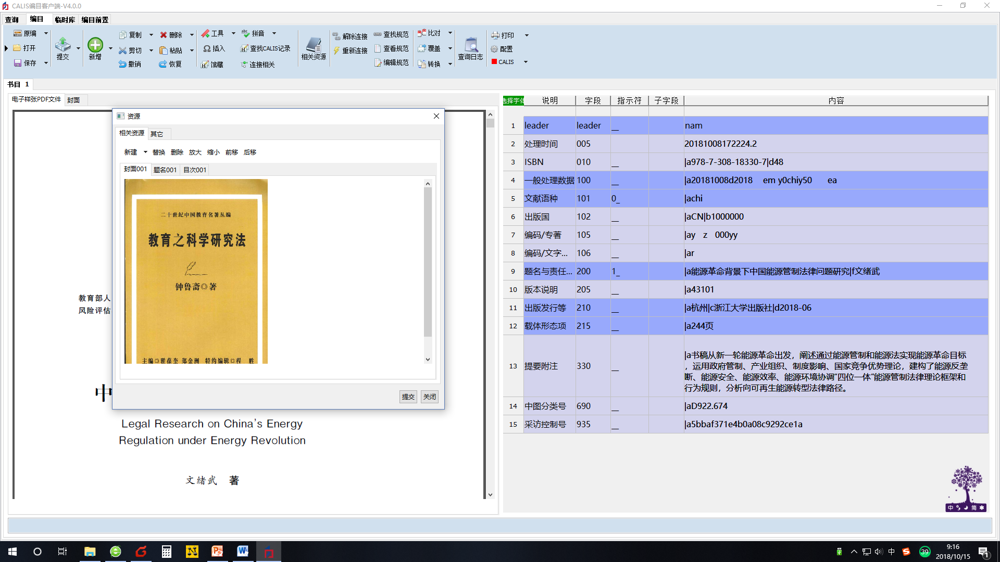 CALIS编目客户端-V4.0.0
查询 编目 临时库 编目前置
原编 打开 保存
提交
新增
复制 剪切 撤销
删除 粘贴 恢复
工具 插入 馆藏
拼音 查找CALIS记录 连接相关
相关资源
解除连接 重新连接
查找规范 查看规范 编辑规范
比对 覆盖 转换
查询日志
打印 配置 CALIS
书目 1
电子样张PDF文件 封面
教育部人
风险评估
中
Legal Research on China's Energy
Regulation under Energy Revolution
文绪武 著
资源
相关资源 其它
新建 替换 删除 放大 缩小 前移 后移
封面001 题名001 目次001
二十世纪中国教育名著丛编
教育之科学研究法
钟鲁斋◎著
主编◎瞿葆奎 郑金洲 特约编辑◎程 胜
提交 关闭
选择字体 说明 字段 指示符 子字段 内容
1 leader leader __ nam
2 处理时间 005 20181008172224.2
3 ISBN 010 __ |a978-7-308-18330-7|d48
4 一般处理数据 100 __ |a20181008d2018 em y0chiy50 ea
5 文献语种 101 0_ |achi
6 出版国 102 __ |aCN|b1000000
7 编码/专著 105 __ |ay z 000yy
8 编码/文字... 106 __ |ar
9 题名与责任... 200 1_ |a能源革命背景下中国能源管制法律问题研究|f文绪武
10 版本说明 205 __ |a43101
11 出版发行等 210 __ |a杭州|c浙江大学出版社|d2018-06
12 载体形态项 215 __ |a244页
13 提要附注 330 __ |a书稿从新一轮能源革命出发，阐述通过能源管制和能源法实现能源革命目标
，运用政府管制、产业组织、制度影响、国家竞争优势理论，建构了能源反垄
断、能源安全、能源效率、能源环境协调“四位一体”能源管制法律理论框架和
行为规则，分析向可再生能源转型法律路径。
14 中图分类号 690 __ |aD922.674
15 采访控制号 935 __ |a5bbaf371e4b0a08c9292ce1a
中 简
中 39 9:16
2018/10/15 1